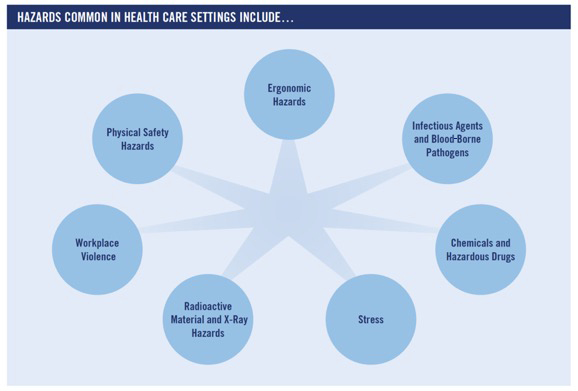 HAZARDS COMMON IN HEALTH CARE SETTINGS INCLUDE...
Ergonomic
Hazards
Infectious Agents
and Blood-Borne
Pathogens
Chemicals and
Hazardous Drugs
Stress
Radioactive
Material and X-Ray
Hazards
Workplace
Violence
Physical Safety
Hazards